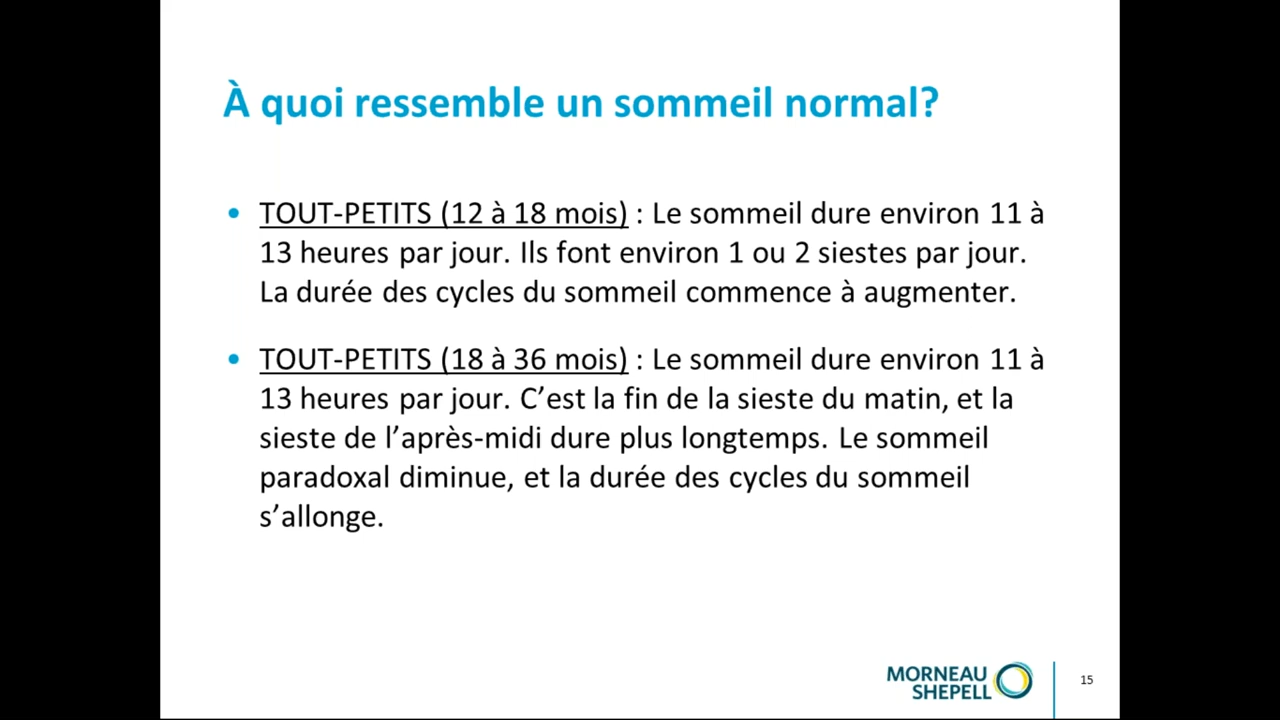 À quoi ressemble un sommeil normal?
• TOUT-PETITS (12 à 18 mois) : Le sommeil dure environ 11 à
13 heures par jour. Ils font environ 1 ou 2 siestes par jour.
La durée des cycles du sommeil commence à augmenter.
• TOUT-PETITS (18 à 36 mois) : Le sommeil dure environ 11 à
13 heures par jour. C’est la fin de la sieste du matin, et la
sieste de l’après-midi dure plus longtemps. Le sommeil
paradoxal diminue, et la durée des cycles du sommeil
s’allonge.
MORNEAU
SHEPELL
15